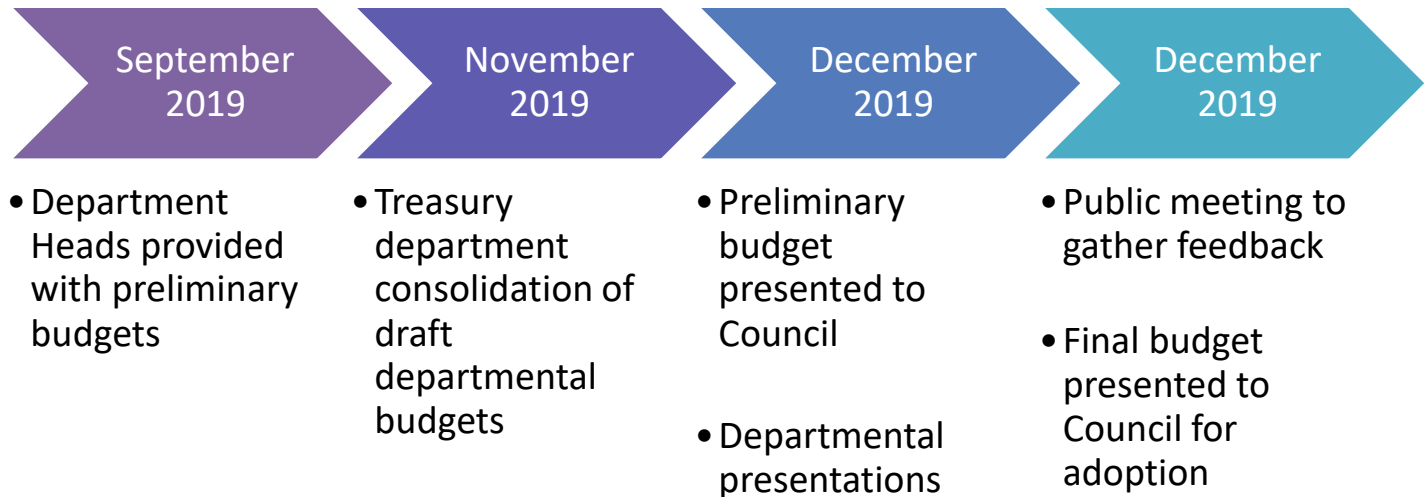 September
2019
• Department
Heads provided
with preliminary
budgets
November
2019
• Treasury
department
consolidation of
draft
departmental
budgets
December
2019
• Preliminary
budget
presented to
Council
• Departmental
presentations
December
2019
• Public meeting to
gather feedback
• Final budget
presented to
Council for
adoption